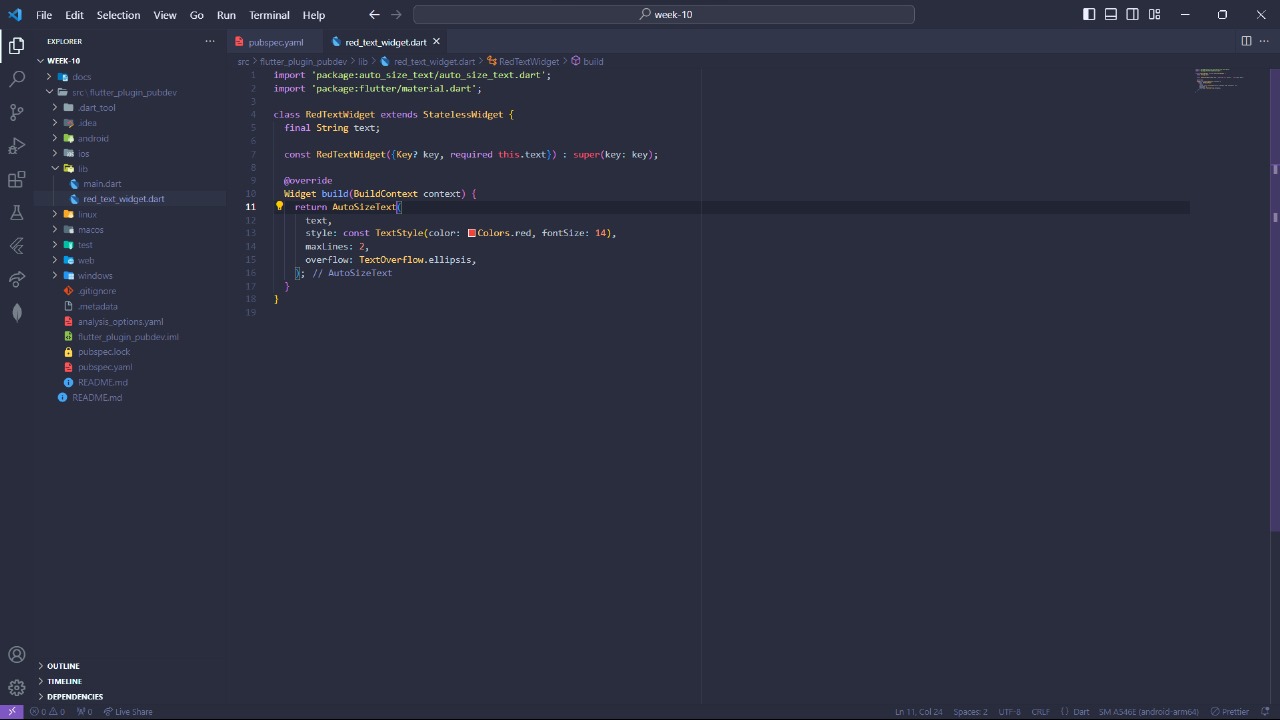 File Edit Selection View Go Run Terminal Help week-10
EXPLORER
WEEK-10
docs
src \ flutter_plugin_pubdev
.dart_tool
.idea
android
ios
lib
main.dart
red_text_widget.dart
linux
macos
test
web
windows
.gitignore
.metadata
analysis_options.yaml
flutter_plugin_pubdev.iml
pubspec.lock
pubspec.yaml
README.md
README.md
OUTLINE
TIMELINE
DEPENDENCIES
pubspec.yaml red_text_widget.dart
src > flutter_plugin_pubdev > lib > red_text_widget.dart > RedTextWidget > build
1 import 'package:auto_size_text/auto_size_text.dart';
2 import 'package:flutter/material.dart';
3
4 class RedTextWidget extends StatelessWidget {
5   final String text;
6
7   const RedTextWidget({Key? key, required this.text}) : super(key: key);
8
9   @override
10   Widget build(BuildContext context) {
11     return AutoSizeText(
12       text,
13       style: const TextStyle(color: Colors.red, fontSize: 14),
14       maxLines: 2,
15       overflow: TextOverflow.ellipsis,
16     ); // AutoSizeText
17   }
18 }
19
0 0 0 Live Share Ln 11, Col 24 Spaces: 2 UTF-8 CRLF {} Dart SM A546E (android-arm64) Prettier